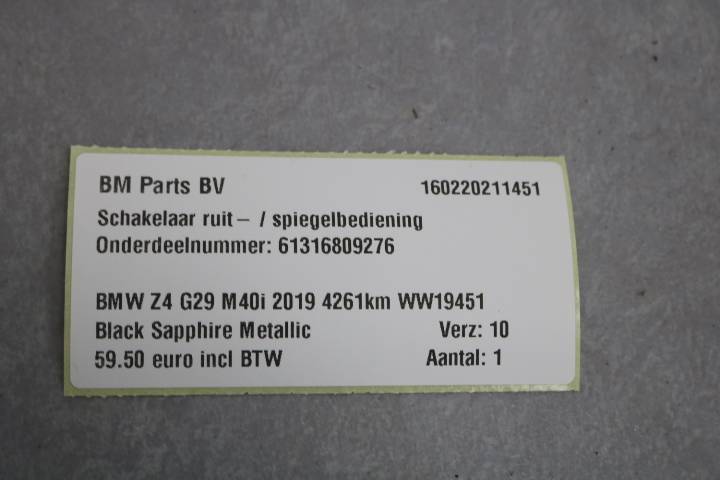 BM Parts BV 160220211451
Schakelaar ruit – / spiegelbediening
Onderdeelnummer: 61316809276
BMW Z4 G29 M40i 2019 4261km WW19451
Black Sapphire Metallic Verz: 10
59.50 euro incl BTW Aantal: 1